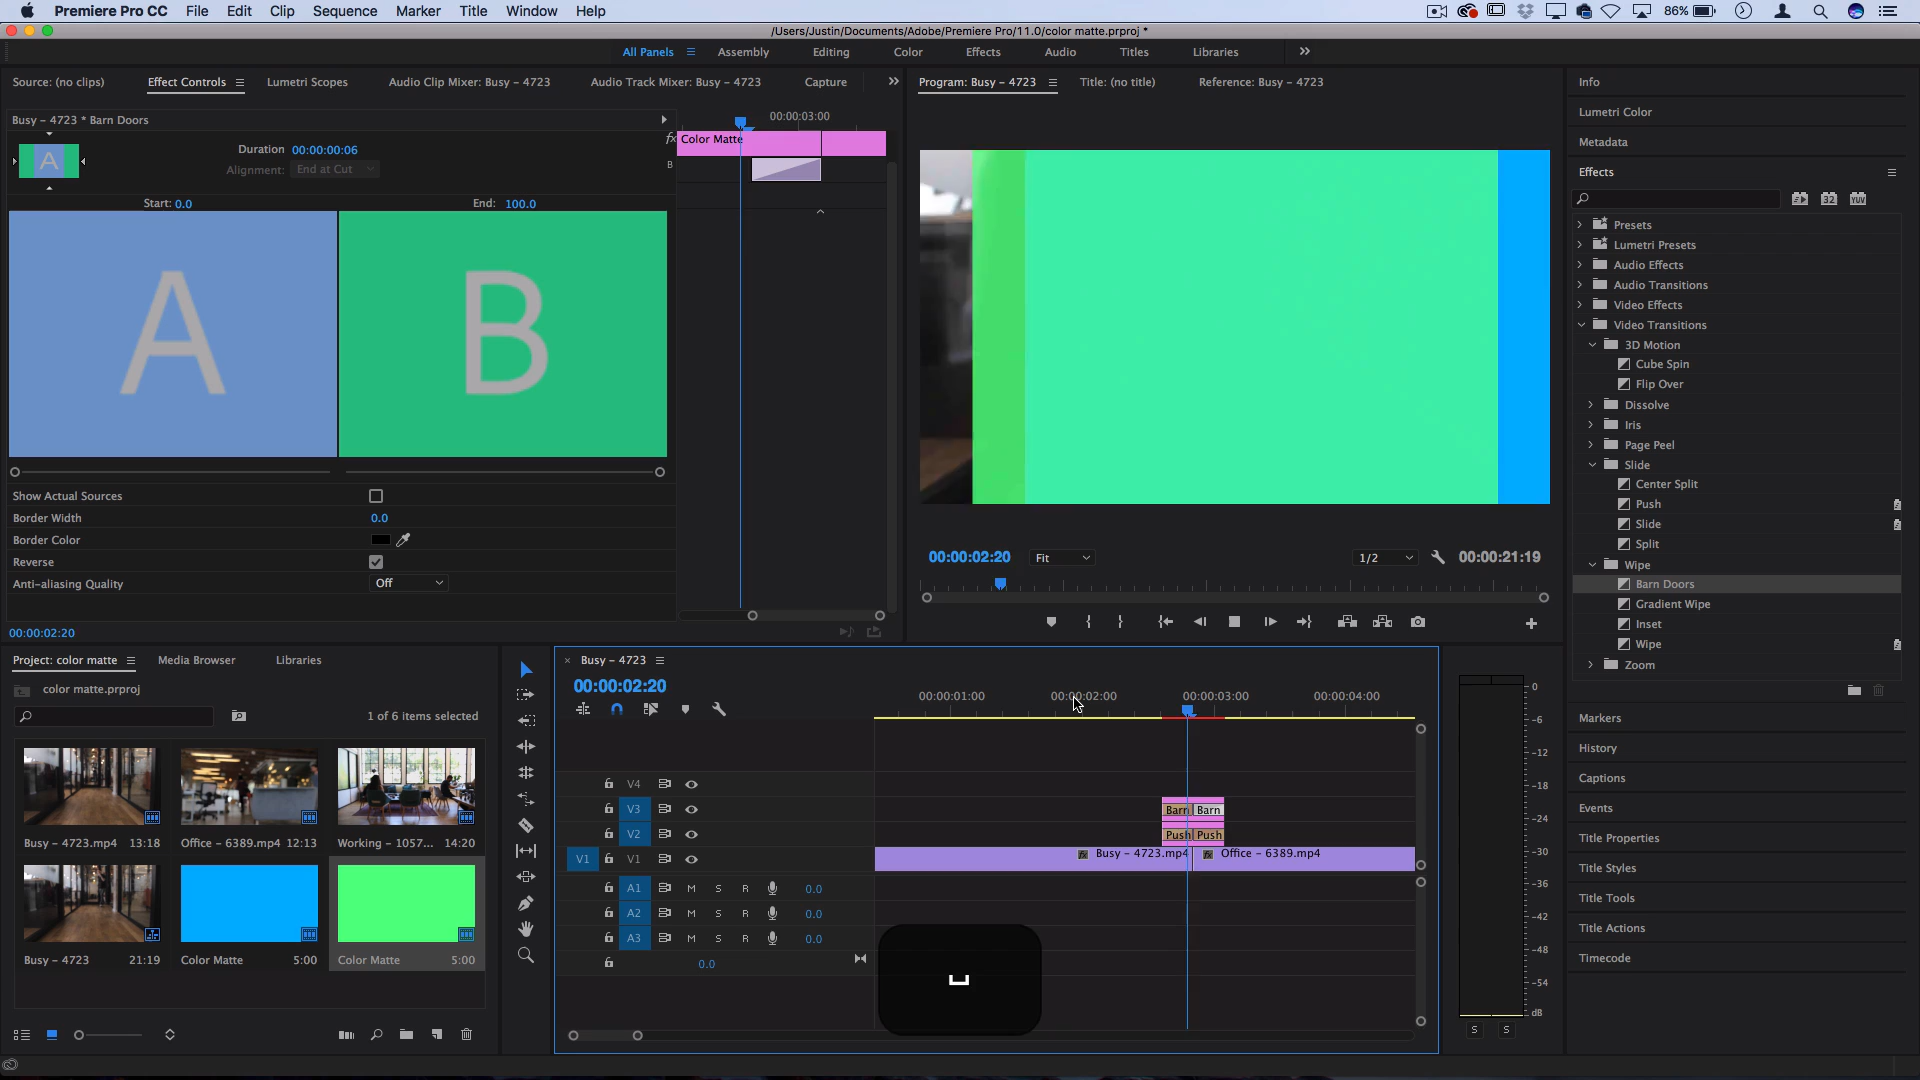 Premiere Pro CC File Edit Clip Sequence Marker Title Window Help 86%
/Users/Justin/Documents/Adobe/Premiere Pro/11.0/color matte.prproj *
All Panels Assembly Editing Color Effects Audio Titles Libraries
Source: (no clips) Effect Controls Lumetri Scopes Audio Clip Mixer: Busy – 4723 Audio Track Mixer: Busy – 4723 Capture
Busy – 4723 * Barn Doors
00:00:03:00
fx Color Matte
A
Duration 00:00:00:06
Alignment: End at Cut
B
Start: 0.0 End: 100.0
A B
Show Actual Sources
Border Width 0.0
Border Color
Reverse
Anti-aliasing Quality Off
00:00:02:20
Program: Busy – 4723 Title: (no title) Reference: Busy – 4723
00:00:02:20 Fit 1/2 00:00:21:19
Info
Lumetri Color
Metadata
Effects
32 YUV
Presets
Lumetri Presets
Audio Effects
Audio Transitions
Video Effects
Video Transitions
3D Motion
Cube Spin
Flip Over
Dissolve
Iris
Page Peel
Slide
Center Split
Push
Slide
Split
Wipe
Barn Doors
Gradient Wipe
Inset
Wipe
Zoom
Markers
History
Captions
Events
Title Properties
Title Styles
Title Tools
Title Actions
Timecode
Project: color matte Media Browser Libraries
color matte.prproj
1 of 6 items selected
Busy – 4723.mp4 13:18 Office – 6389.mp4 12:13 Working – 1057... 14:20
Busy – 4723 21:19 Color Matte 5:00 Color Matte 5:00
Busy – 4723
00:00:02:20
00:00:01:00 00:00:02:00 00:00:03:00 00:00:04:00
V4
V3 Barn Barn
V2 Push Push
V1 V1 fx Busy – 4723.mp4 fx Office – 6389.mp4
A1 M S R 0.0
A2 M S R 0.0
A3 M S R 0.0
0.0
0
-6
-12
-18
-24
-30
-36
-42
-48
-54
dB
S S